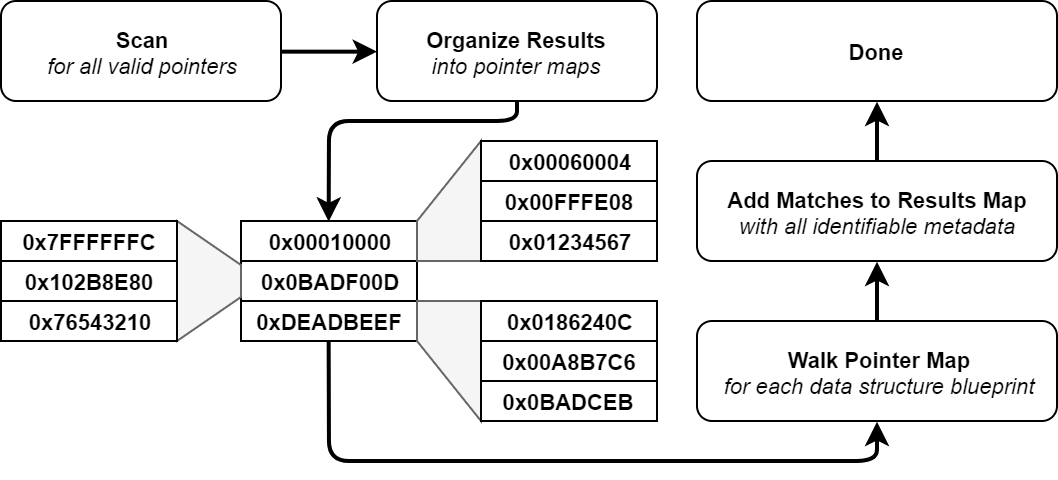 Scan
for all valid pointers
Organize Results
into pointer maps
0x00010000
0x0BADF00D
0xDEADBEEF
0x00060004
0x00FFFE08
0x01234567
0x7FFFFFFC
0x102B8E80
0x76543210
0x0186240C
0x00A8B7C6
0x0BADCEB
Walk Pointer Map
for each data structure blueprint
Add Matches to Results Map
with all identifiable metadata
Done